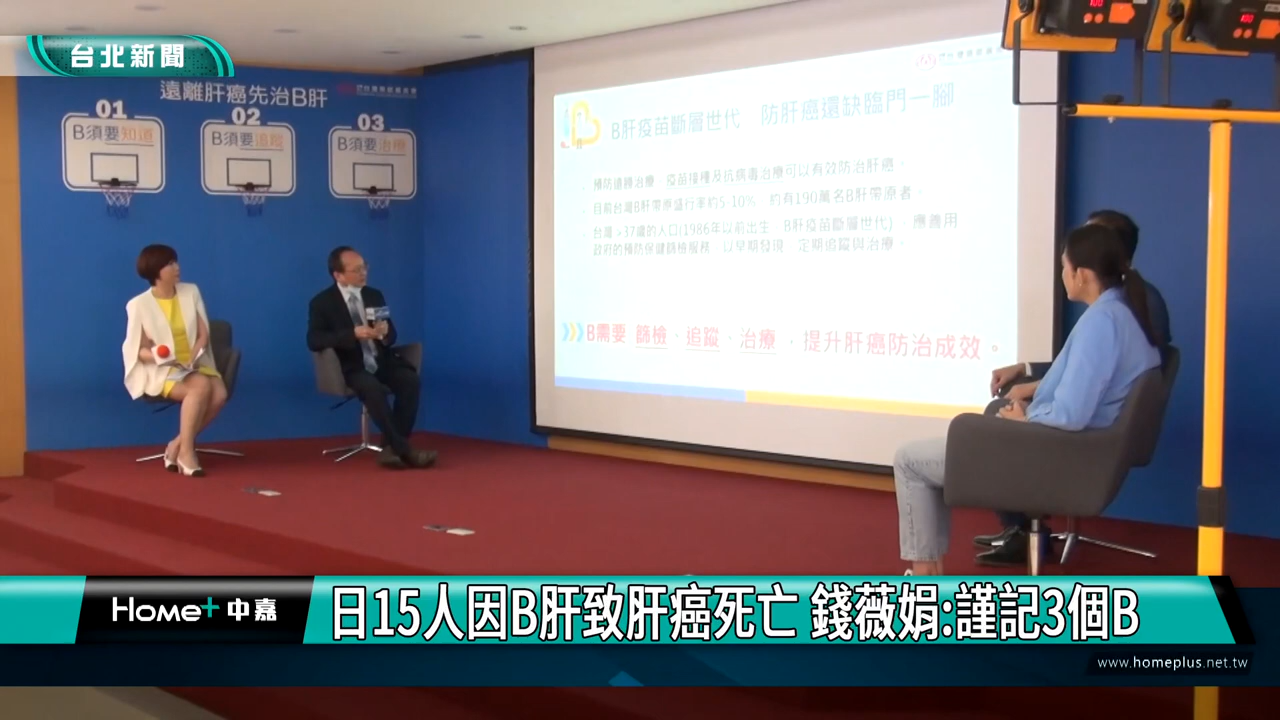 台北新聞
遠離肝癌先治B肝
01
B須要知道
02
B須要追蹤
03
B須要治療
B肝疫苗斷層世代 防肝癌還缺臨門一腳
預防遠勝治療 疫苗接種及抗病毒治療可以有效防治肝癌。
目前台灣B肝帶原盛行率約5-10% 約有190萬名B肝帶原者。
台灣>37歲的人口(1986年以前出生 B肝疫苗斷層世代)，應善用
政府的預防保健篩檢服務 以早期發現、定期追蹤與治療。
B需要 篩檢、追蹤、治療，提升肝癌防治成效。
Home+中嘉
日15人因B肝致肝癌死亡 錢薇娟:謹記3個B
www.homeplus.net.tw